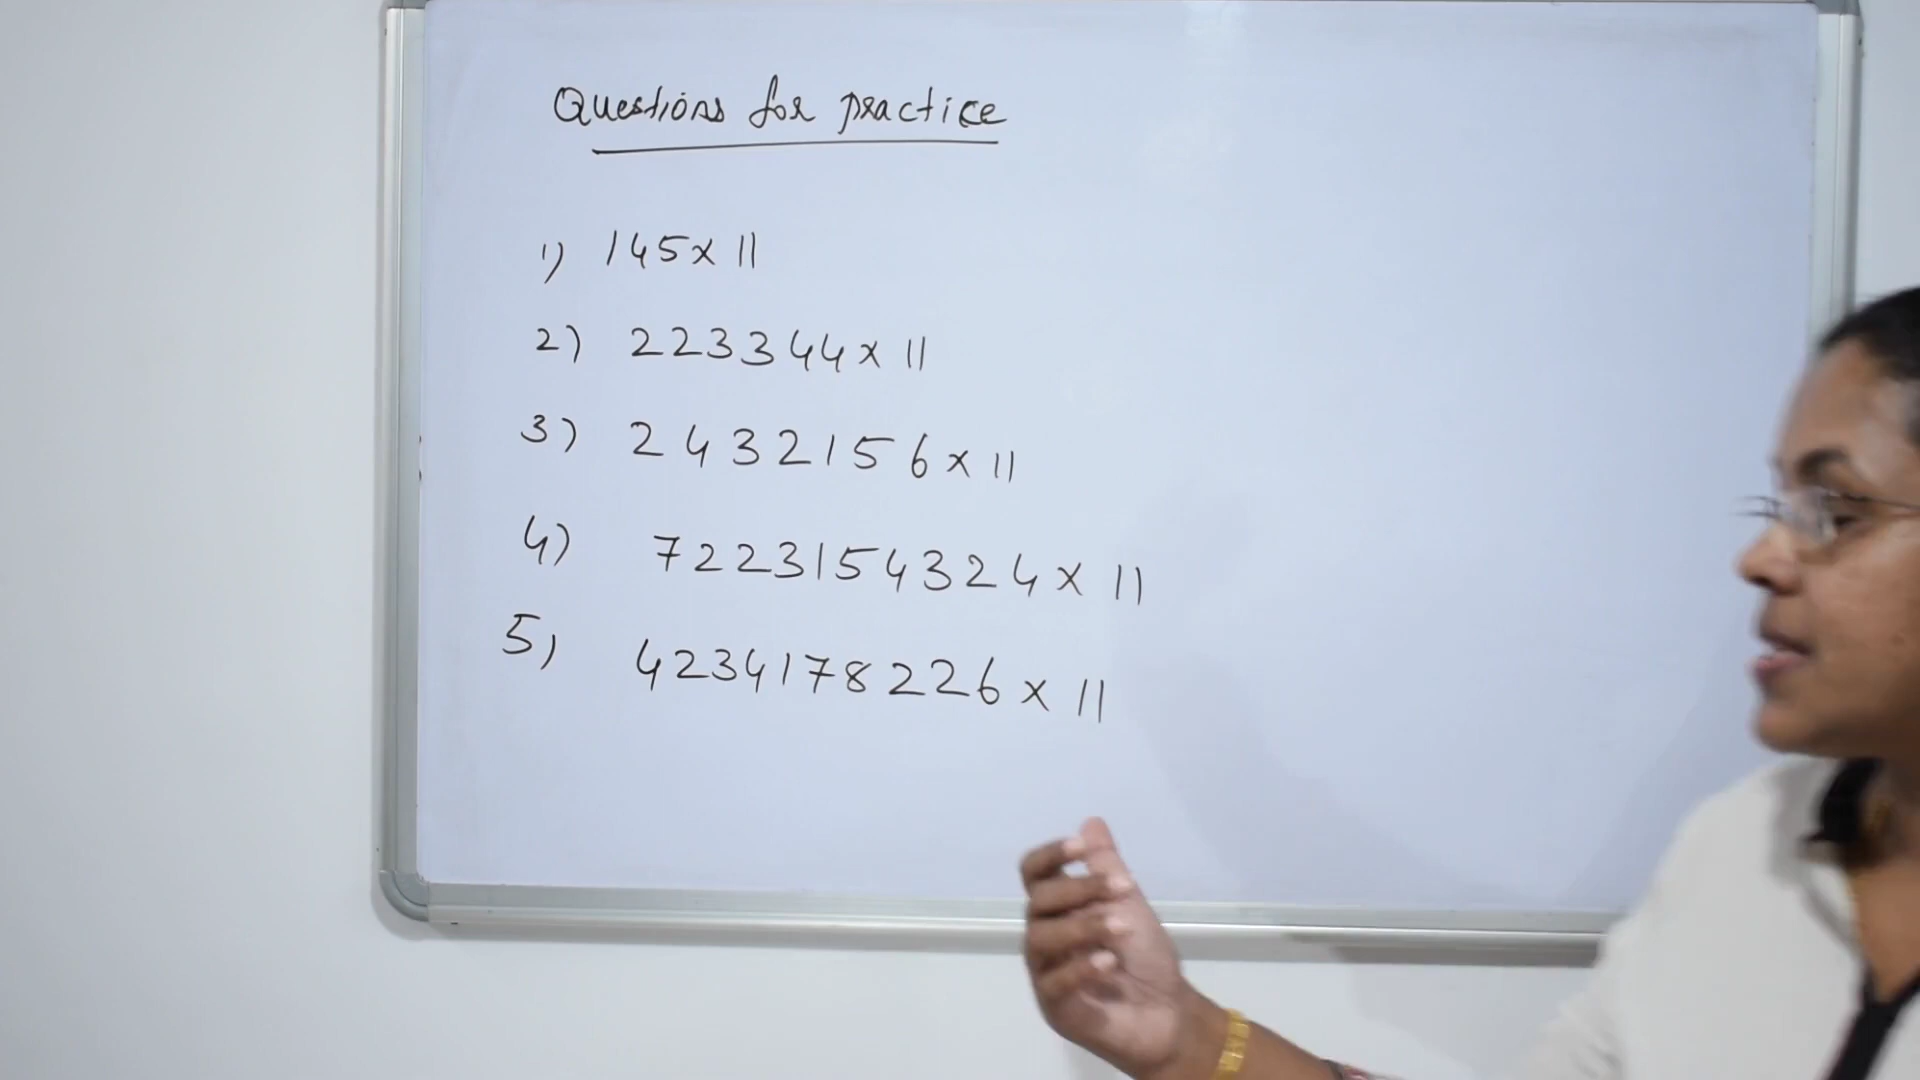 Questions for practice
1) 145 x 11
2) 223344 x 11
3) 2432156 x 11
4) 7223154324 x 11
5) 4234178226 x 11